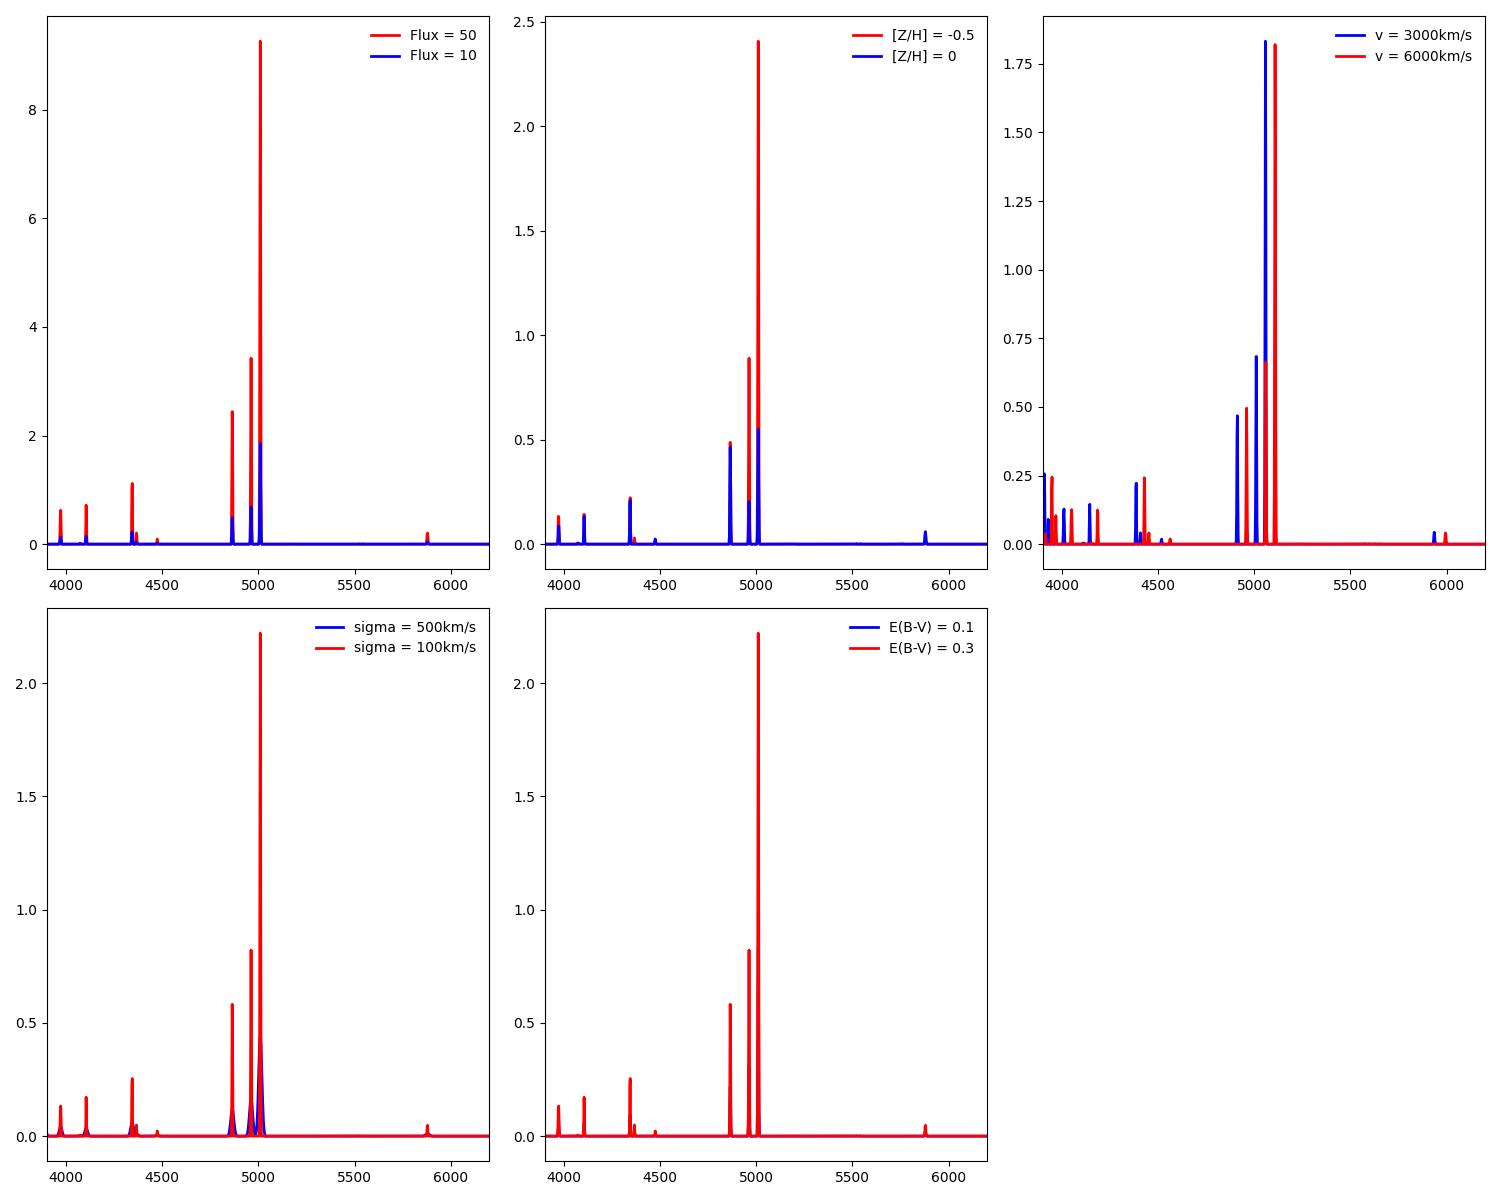 Flux = 50
Flux = 10
8
6
4
2
0
4000 4500 5000 5500 6000
[Z/H] = -0.5
[Z/H] = 0
2.5
2.0
1.5
1.0
0.5
0.0
4000 4500 5000 5500 6000
v = 3000km/s
v = 6000km/s
1.75
1.50
1.25
1.00
0.75
0.50
0.25
0.00
4000 4500 5000 5500 6000
sigma = 500km/s
sigma = 100km/s
2.0
1.5
1.0
0.5
0.0
4000 4500 5000 5500 6000
E(B-V) = 0.1
E(B-V) = 0.3
2.0
1.5
1.0
0.5
0.0
4000 4500 5000 5500 6000